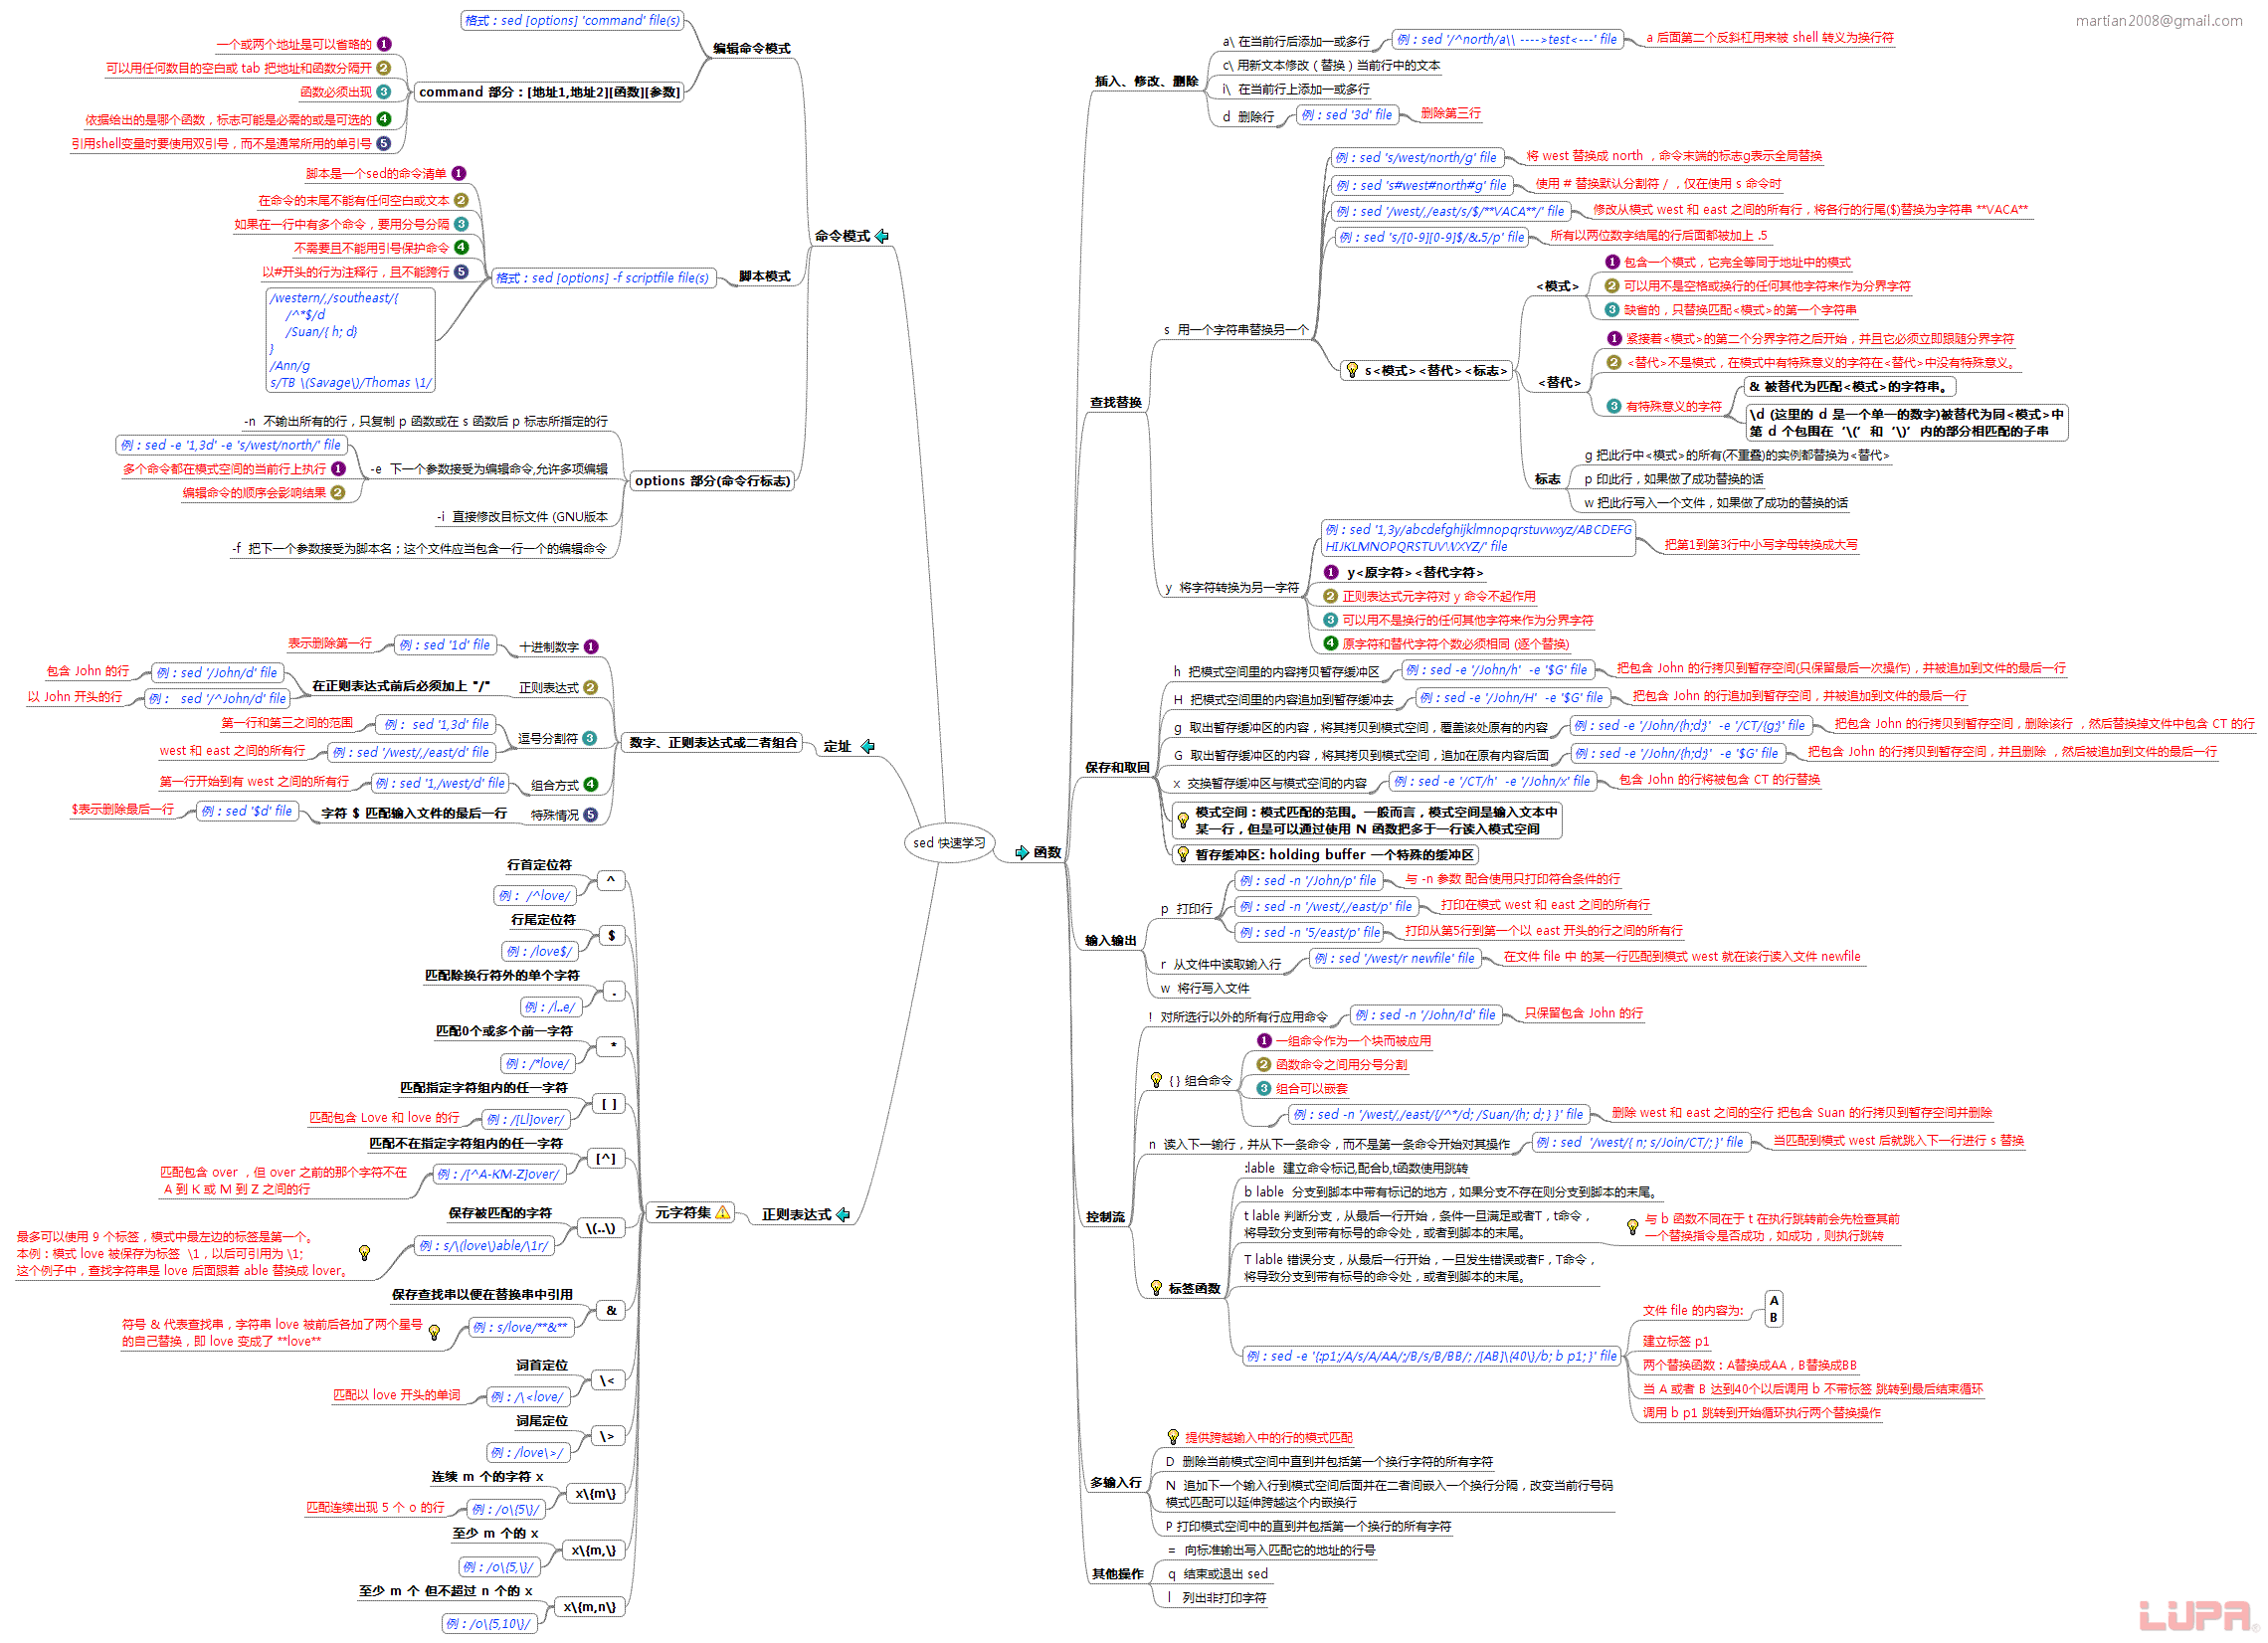 martian2008@gmail.com
sed 快速学习
命令模式
编辑命令模式
格式：sed [options] 'command' file(s)
command 部分：[地址1,地址2][函数][参数]
1 一个或两个地址是可以省略的
2 可以用任何数目的空白或 tab 把地址和函数分隔开
3 函数必须出现
4 依据给出的是哪个函数，标志可能是必需的或是可选的
5 引用shell变量时要使用双引号，而不是通常所用的单引号
脚本模式
格式：sed [options] -f scriptfile file(s)
1 脚本是一个sed的命令清单
2 在命令的末尾不能有任何空白或文本
3 如果在一行中有多个命令，要用分号分隔
4 不需要且不能用引号保护命令
5 以#开头的行为注释行，且不能跨行
/western/,/southeast/{
/^*$/d
/Suan/{ h; d}
}
/Ann/g
s/TB \(Savage\)/Thomas \1/
options 部分(命令行标志)
-n 不输出所有的行，只复制 p 函数或在 s 函数后 p 标志所指定的行
-e 下一个参数接受为编辑命令,允许多项编辑
例：sed -e '1,3d' -e 's/west/north/' file
1 多个命令都在模式空间的当前行上执行
2 编辑命令的顺序会影响结果
-i 直接修改目标文件 (GNU版本
-f 把下一个参数接受为脚本名；这个文件应当包含一行一个的编辑命令
定址
数字、正则表达式或二者组合
1 十进制数字
例：sed '1d' file
表示删除第一行
2 正则表达式
在正则表达式前后必须加上 "/"
例：sed '/John/d' file
包含 John 的行
例： sed '/^John/d' file
以 John 开头的行
3 逗号分割符
例： sed '1,3d' file
第一行和第三之间的范围
例：sed '/west/,/east/d' file
west 和 east 之间的所有行
4 组合方式
例：sed '1,/west/d' file
第一行开始到有 west 之间的所有行
5 特殊情况
字符 $ 匹配输入文件的最后一行
例：sed '$d' file
$表示删除最后一行
正则表达式
元字符集
^
行首定位符
例： /^love/
$
行尾定位符
例：/love$/
.
匹配除换行符外的单个字符
例：/l..e/
*
匹配0个或多个前一字符
例：/*love/
[ ]
匹配指定字符组内的任一字符
例：/[Ll]over/
匹配包含 Love 和 love 的行
[^]
匹配不在指定字符组内的任一字符
例：/[^A-KM-Z]over/
匹配包含 over ，但 over 之前的那个字符不在
A 到 K 或 M 到 Z 之间的行
\(..\)
保存被匹配的字符
例：s/\(love\)able/\1r/
最多可以使用 9 个标签，模式中最左边的标签是第一个。
本例：模式 love 被保存为标签 \1，以后可引用为 \1;
这个例子中，查找字符串是 love 后面跟着 able 替换成 lover。
&
保存查找串以便在替换串中引用
例：s/love/**&**
符号 & 代表查找串，字符串 love 被前后各加了两个星号
的自己替换，即 love 变成了 **love**
\<
词首定位
例：/\<love/
匹配以 love 开头的单词
\>
词尾定位
例：/love\>/
x\{m\}
连续 m 个的字符 x
例：/o\{5\}/
匹配连续出现 5 个 o 的行
x\{m,\}
至少 m 个的 x
例：/o\{5,\}/
x\{m,n\}
至少 m 个 但不超过 n 个的 x
例：/o\{5,10\}/
函数
插入、修改、删除
a\ 在当前行后添加一或多行
例：sed '/^north/a\\ ---->test<---' file
a 后面第二个反斜杠用来被 shell 转义为换行符
c\ 用新文本修改（替换）当前行中的文本
i\ 在当前行上添加一或多行
d 删除行
例：sed '3d' file
删除第三行
查找替换
s 用一个字符串替换另一个
例：sed 's/west/north/g' file
将 west 替换成 north ，命令末端的标志g表示全局替换
例：sed 's#west#north#g' file
使用 # 替换默认分割符 / ，仅在使用 s 命令时
例：sed '/west/,/east/s/$/**VACA**/' file
修改从模式 west 和 east 之间的所有行，将各行的行尾($)替换为字符串 **VACA**
例：sed 's/[0-9][0-9]$/&.5/p' file
所有以两位数字结尾的行后面都被加上 .5
s<模式><替代><标志>
<模式>
1 包含一个模式，它完全等同于地址中的模式
2 可以用不是空格或换行的任何其他字符来作为分界字符
3 缺省的，只替换匹配<模式>的第一个字符串
<替代>
1 紧接着<模式>的第二个分界字符之后开始，并且它必须立即跟随分界字符
2 <替代>不是模式，在模式中有特殊意义的字符在<替代>中没有特殊意义。
3 有特殊意义的字符
& 被替代为匹配<模式>的字符串。
\d (这里的 d 是一个单一的数字)被替代为同<模式>中
第 d 个包围在‘\(’和‘\)’内的部分相匹配的子串
标志
g 把此行中<模式>的所有(不重叠)的实例都替换为<替代>
p 印此行，如果做了成功替换的话
w 把此行写入一个文件，如果做了成功的替换的话
y 将字符转换为另一字符
例：sed '1,3y/abcdefghijklmnopqrstuvwxyz/ABCDEFG
HIJKLMNOPQRSTUVWXYZ/' file
把第1到第3行中小写字母转换成大写
1 y<原字符><替代字符>
2 正则表达式元字符对 y 命令不起作用
3 可以用不是换行的任何其他字符来作为分界字符
4 原字符和替代字符个数必须相同 (逐个替换)
保存和取回
h 把模式空间里的内容拷贝暂存缓冲区
例：sed -e '/John/h' -e '$G' file
把包含 John 的行拷贝到暂存空间(只保留最后一次操作)，并被追加到文件的最后一行
H 把模式空间里的内容追加到暂存缓冲去
例：sed -e '/John/H' -e '$G' file
把包含 John 的行追加到暂存空间，并被追加到文件的最后一行
g 取出暂存缓冲区的内容，将其拷贝到模式空间，覆盖该处原有的内容
例：sed -e '/John/{h;d;}' -e '/CT/{g;}' file
把包含 John 的行拷贝到暂存空间，删除该行 ，然后替换掉文件中包含 CT 的行
G 取出暂存缓冲区的内容，将其拷贝到模式空间，追加在原有内容后面
例：sed -e '/John/{h;d;}' -e '$G' file
把包含 John 的行拷贝到暂存空间，并且删除 ，然后被追加到文件的最后一行
x 交换暂存缓冲区与模式空间的内容
例：sed -e '/CT/h' -e '/John/x' file
包含 John 的行将被包含 CT 的行替换
模式空间：模式匹配的范围。一般而言，模式空间是输入文本中
某一行，但是可以通过使用 N 函数把多于一行读入模式空间
暂存缓冲区: holding buffer 一个特殊的缓冲区
输入输出
p 打印行
例：sed -n '/John/p' file
与 -n 参数 配合使用只打印符合条件的行
例：sed -n '/west/,/east/p' file
打印在模式 west 和 east 之间的所有行
例：sed -n '5/east/p' file
打印从第5行到第一个以 east 开头的行之间的所有行
r 从文件中读取输入行
例：sed '/west/r newfile' file
在文件 file 中 的某一行匹配到模式 west 就在该行读入文件 newfile
w 将行写入文件
控制流
! 对所选行以外的所有行应用命令
例：sed -n '/John/!d' file
只保留包含 John 的行
{ } 组合命令
1 一组命令作为一个块而被应用
2 函数命令之间用分号分割
3 组合可以嵌套
例：sed -n '/west/,/east/{/^*/d; /Suan/{h; d; } }' file
删除 west 和 east 之间的空行 把包含 Suan 的行拷贝到暂存空间并删除
n 读入下一输行，并从下一条命令，而不是第一条命令开始对其操作
例：sed '/west/{ n; s/Join/CT/; }' file
当匹配到模式 west 后就跳入下一行进行 s 替换
标签函数
:lable 建立命令标记,配合b,t函数使用跳转
b lable 分支到脚本中带有标记的地方，如果分支不存在则分支到脚本的末尾。
t lable 判断分支，从最后一行开始，条件一旦满足或者T，t命令，
将导致分支到带有标号的命令处，或者到脚本的末尾。
与 b 函数不同在于 t 在执行跳转前会先检查其前
一个替换指令是否成功，如成功，则执行跳转
T lable 错误分支，从最后一行开始，一旦发生错误或者F，T命令，
将导致分支到带有标号的命令处，或者到脚本的末尾。
例：sed -e '{:p1;/A/s/A/AA/;/B/s/B/BB/; /[AB]\{40\}/b; b p1; }' file
文件 file 的内容为:
A
B
建立标签 p1
两个替换函数：A替换成AA，B替换成BB
当 A 或者 B 达到40个以后调用 b 不带标签 跳转到最后结束循环
调用 b p1 跳转到开始循环执行两个替换操作
多输入行
提供跨越输入中的行的模式匹配
D 删除当前模式空间中直到并包括第一个换行字符的所有字符
N 追加下一个输入行到模式空间后面并在二者间嵌入一个换行分隔，改变当前行号码
模式匹配可以延伸跨越这个内嵌换行
P 打印模式空间中的直到并包括第一个换行的所有字符
其他操作
= 向标准输出写入匹配它的地址的行号
q 结束或退出 sed
l 列出非打印字符
LUPA